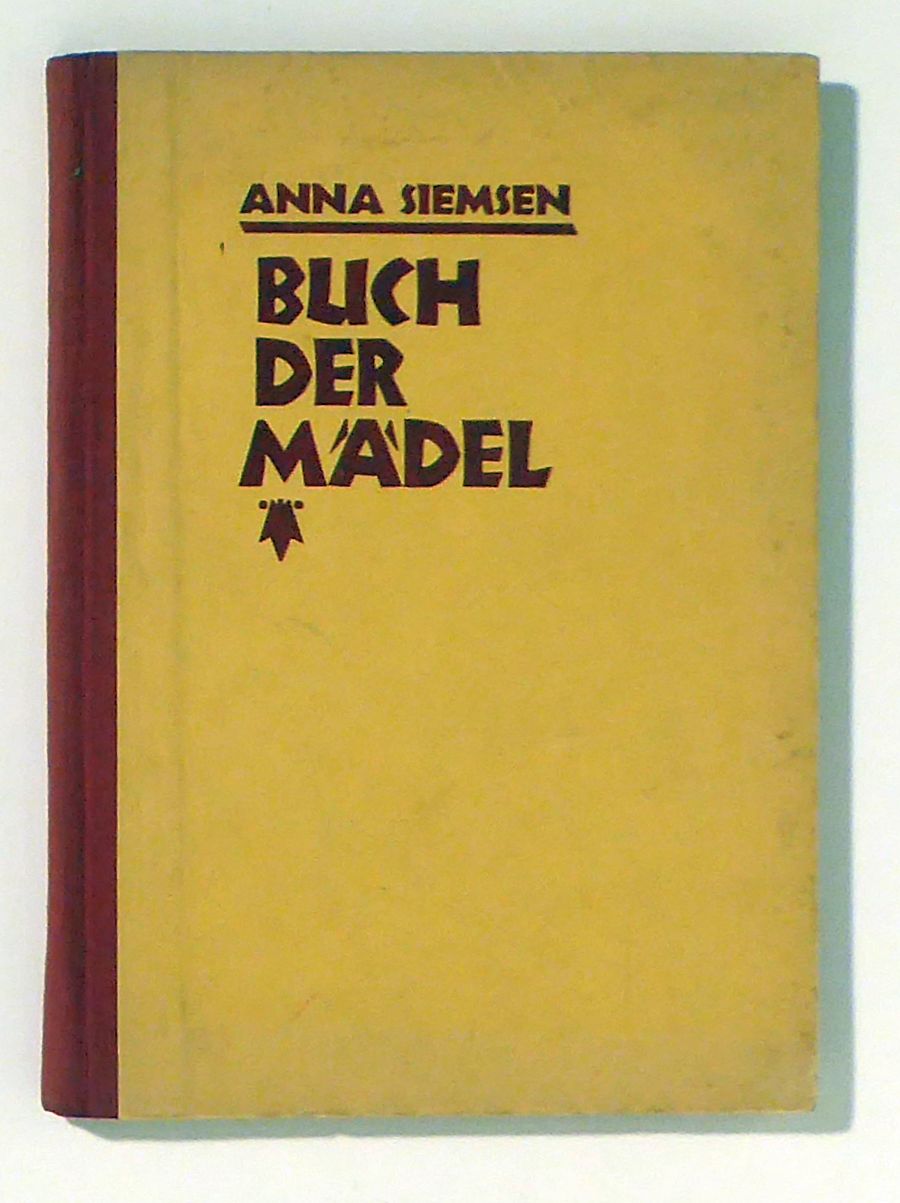 ANNA SIEMSEN
BUCH
DER
MÄDEL